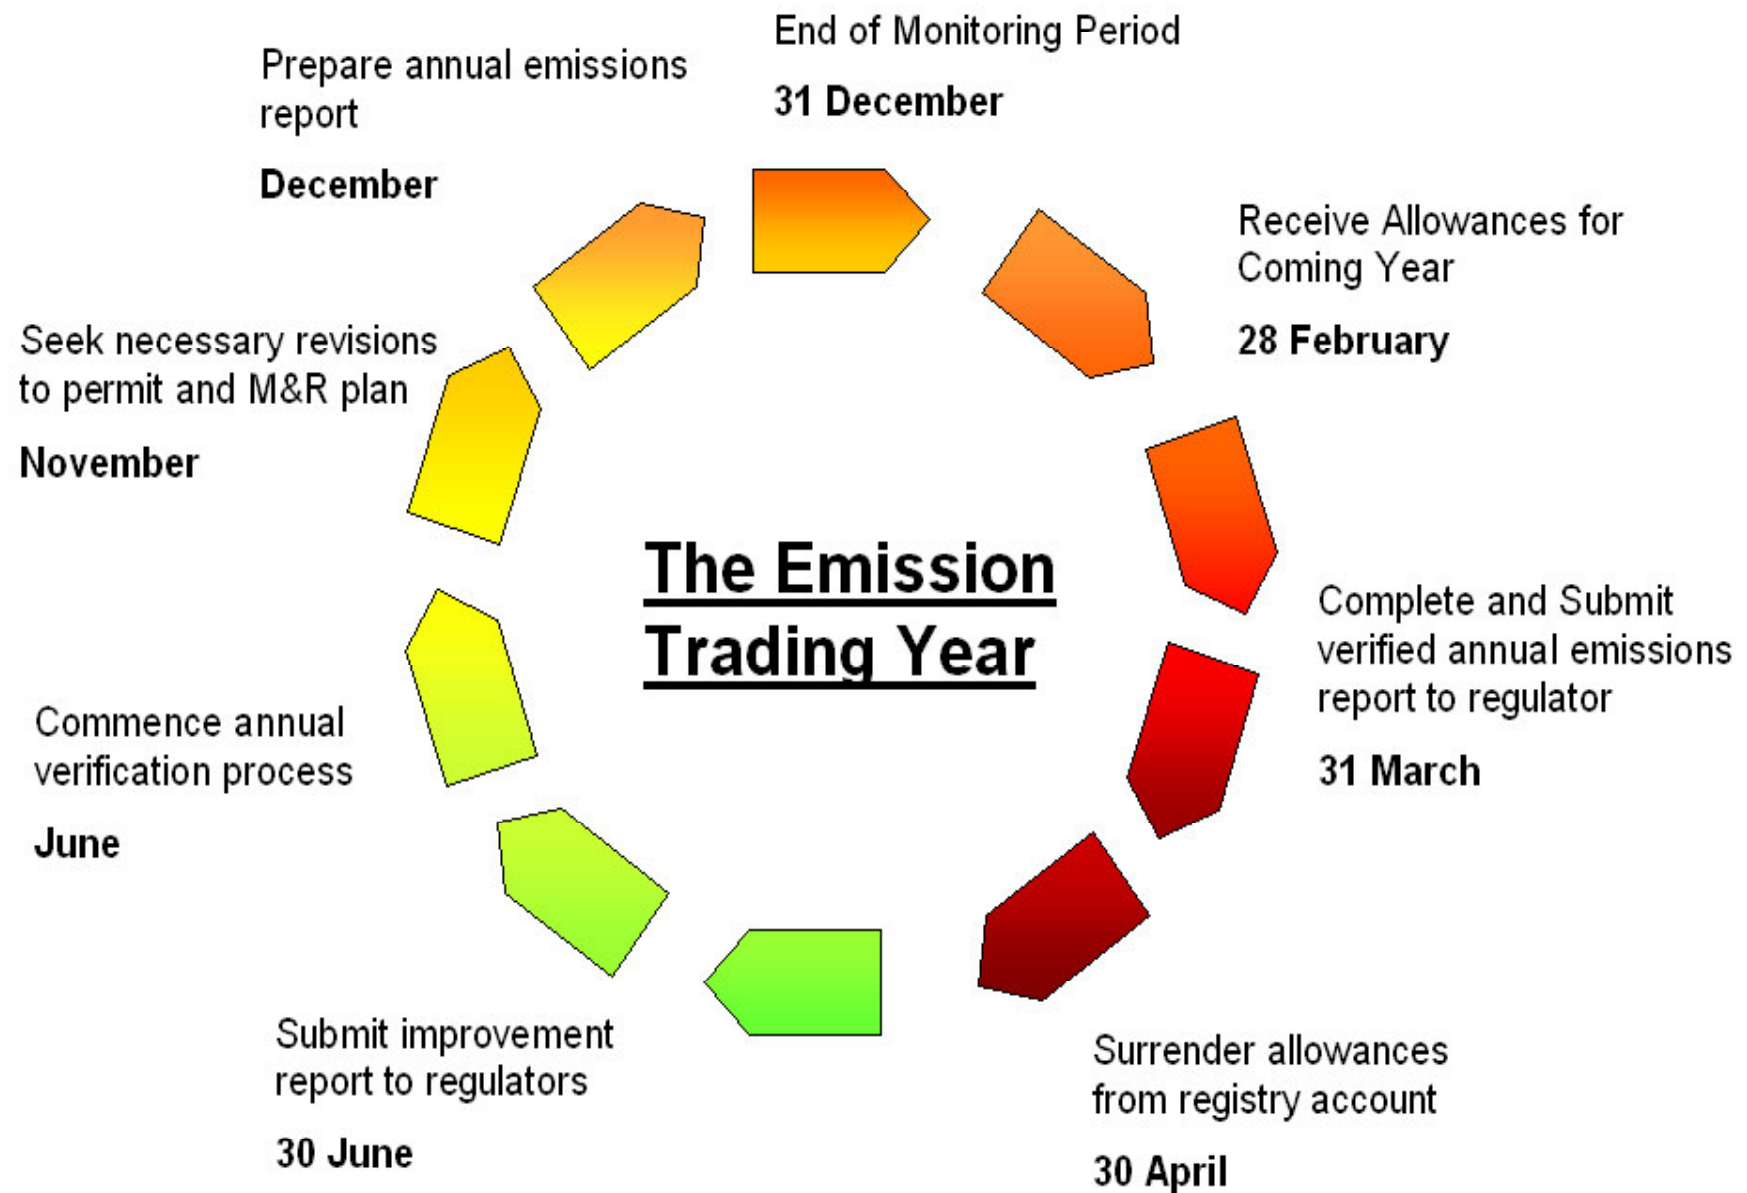 End of Monitoring Period
31 December
Receive Allowances for
Coming Year
28 February
Complete and Submit
verified annual emissions
report to regulator
31 March
Surrender allowances
from registry account
30 April
Submit improvement
report to regulators
30 June
Commence annual
verification process
June
Seek necessary revisions
to permit and M&R plan
November
Prepare annual emissions
report
December
The Emission
Trading Year